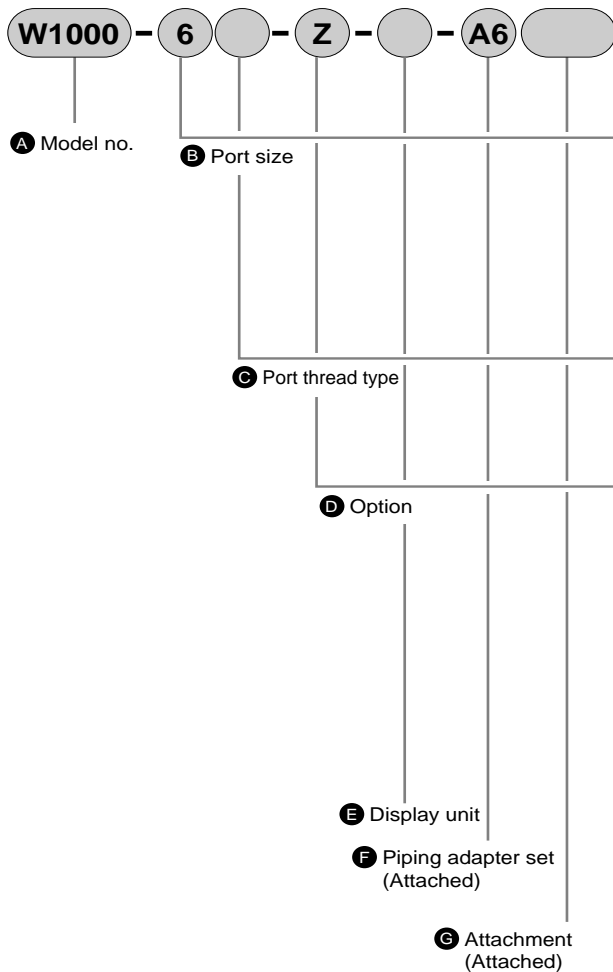 W1000 - 6 - Z - - A6
A Model no.
B Port size
C Port thread type
D Option
E Display unit
F Piping adapter set
(Attached)
G Attachment
(Attached)